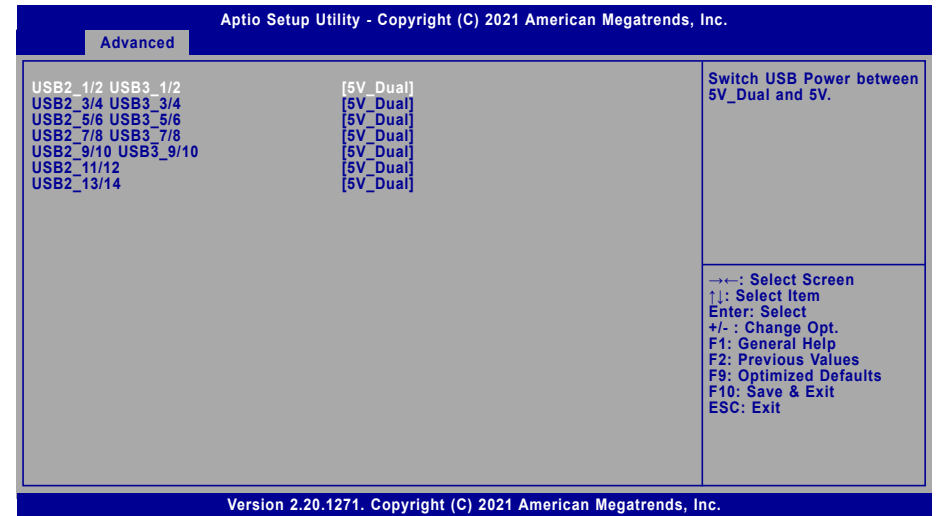 Aptio Setup Utility - Copyright (C) 2021 American Megatrends, Inc.
Advanced
USB2_1/2 USB3_1/2 [5V_Dual]
USB2_3/4 USB3_3/4 [5V_Dual]
USB2_5/6 USB3_5/6 [5V_Dual]
USB2_7/8 USB3_7/8 [5V_Dual]
USB2_9/10 USB3_9/10 [5V_Dual]
USB2_11/12 [5V_Dual]
USB2_13/14 [5V_Dual]
Switch USB Power between
5V_Dual and 5V.
→←: Select Screen
↑↓: Select Item
Enter: Select
+/- : Change Opt.
F1: General Help
F2: Previous Values
F9: Optimized Defaults
F10: Save & Exit
ESC: Exit
Version 2.20.1271. Copyright (C) 2021 American Megatrends, Inc.